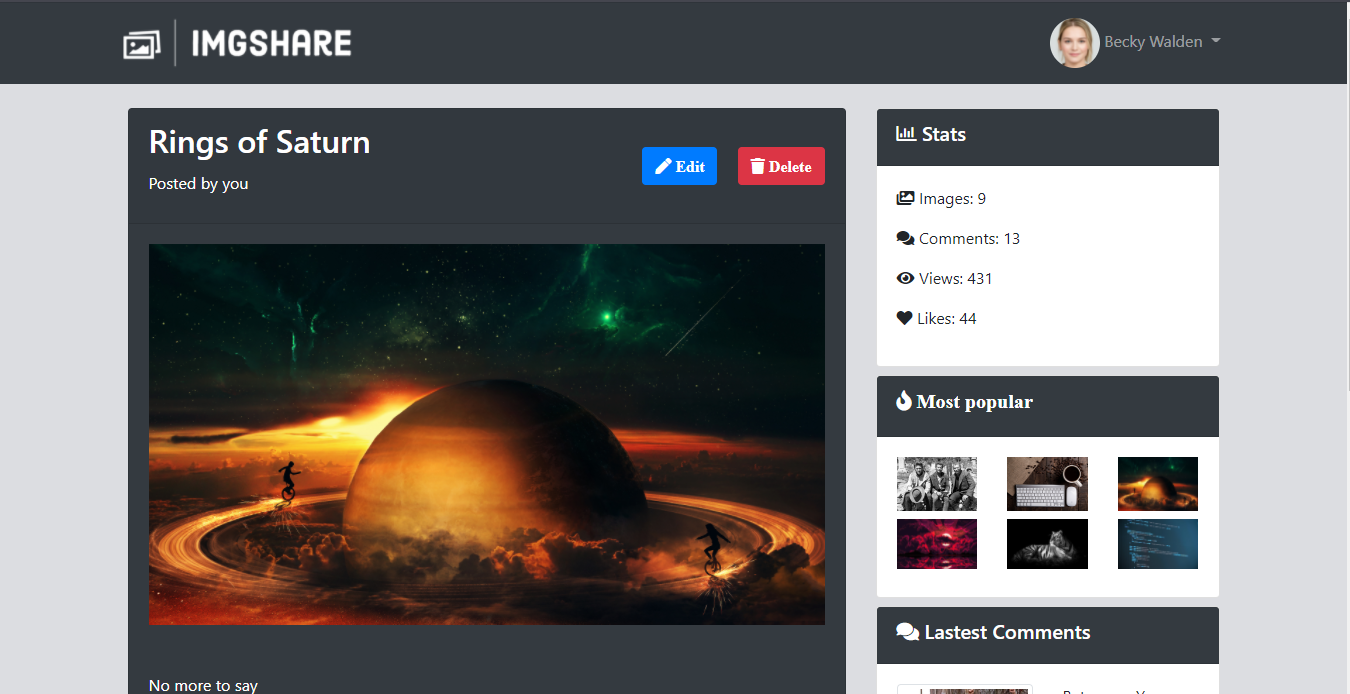 IMGSHARE
Becky Walden
Rings of Saturn
Posted by you
Edit
Delete
No more to say
Stats
Images: 9
Comments: 13
Views: 431
Likes: 44
Most popular
Lastest Comments